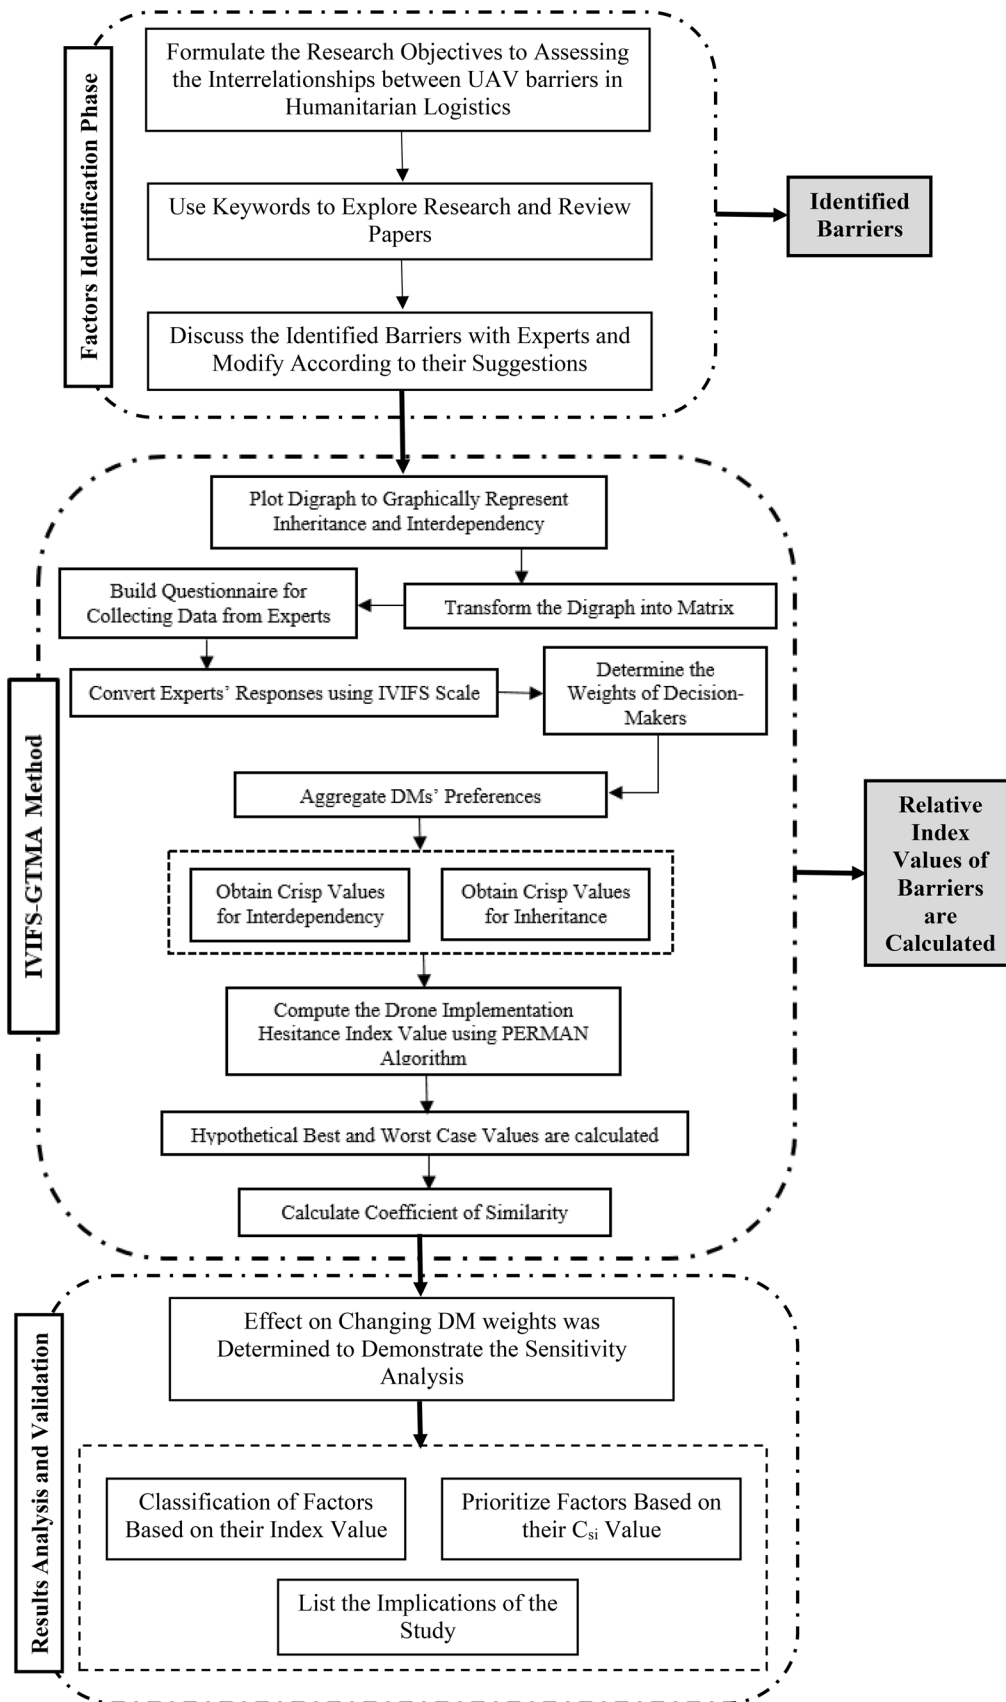 Factors Identification Phase
Formulate the Research Objectives to Assessing
the Interrelationships between UAV barriers in
Humanitarian Logistics
Use Keywords to Explore Research and Review
Papers
Discuss the Identified Barriers with Experts and
Modify According to their Suggestions
Identified
Barriers
IVIFS-GTMA Method
Plot Digraph to Graphically Represent
Inheritance and Interdependency
Transform the Digraph into Matrix
Build Questionnaire for
Collecting Data from Experts
Convert Experts' Responses using IVIFS Scale
Determine the
Weights of Decision-
Makers
Aggregate DMs' Preferences
Obtain Crisp Values
for Interdependency
Obtain Crisp Values
for Inheritance
Compute the Drone Implementation
Hesitance Index Value using PERMAN
Algorithm
Hypothetical Best and Worst Case Values are calculated
Calculate Coefficient of Similarity
Relative
Index
Values of
Barriers
are
Calculated
Results Analysis and Validation
Effect on Changing DM weights was
Determined to Demonstrate the Sensitivity
Analysis
Classification of Factors
Based on their Index Value
Prioritize Factors Based on
their Csi Value
List the Implications of the
Study